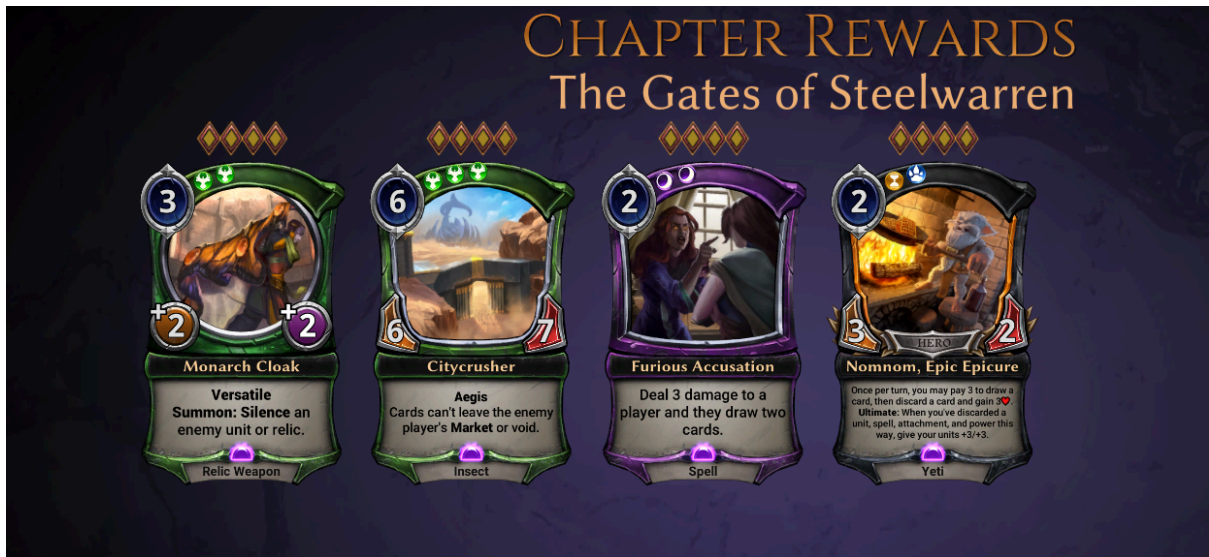 CHAPTER REWARDS
The Gates of Steelwarren
3
+2
+2
Monarch Cloak
Versatile
Summon: Silence an
enemy unit or relic.
Relic Weapon
6
6
7
Citycrusher
Aegis
Cards can't leave the enemy
player's Market or void.
Insect
2
Furious Accusation
Deal 3 damage to a
player and they draw two
cards.
Spell
2
3
HERO
2
Nomnom, Epic Epicure
Once per turn, you may pay 3 to draw a
card, then discard a card and gain 3♥.
Ultimate: When you've discarded a
unit, spell, attachment, and power this
way, give your units +3/+3.
Yeti